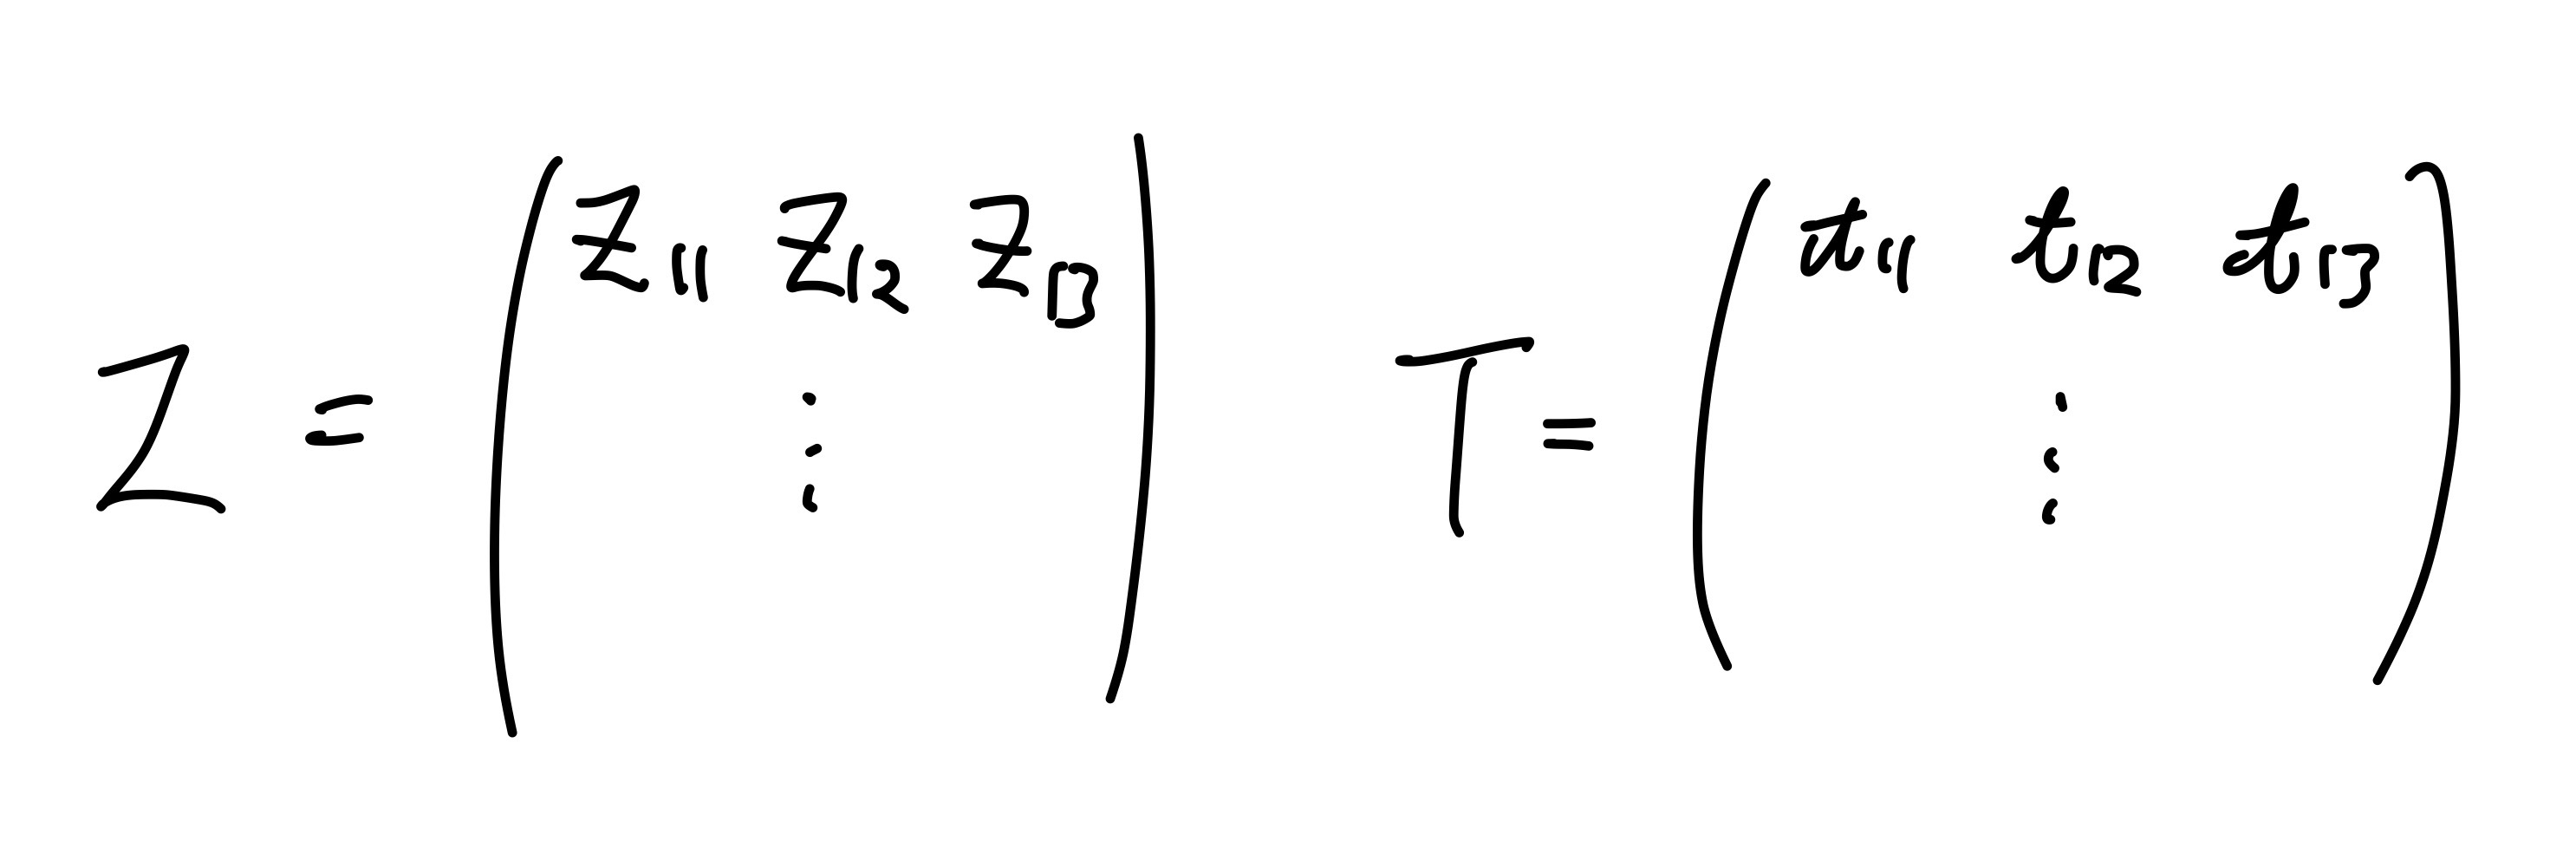 Z = ( z₁₁ z₁₂ z₁₃ ⋮ ) T = ( t₁₁ t₁₂ t₁₃ ⋮ )